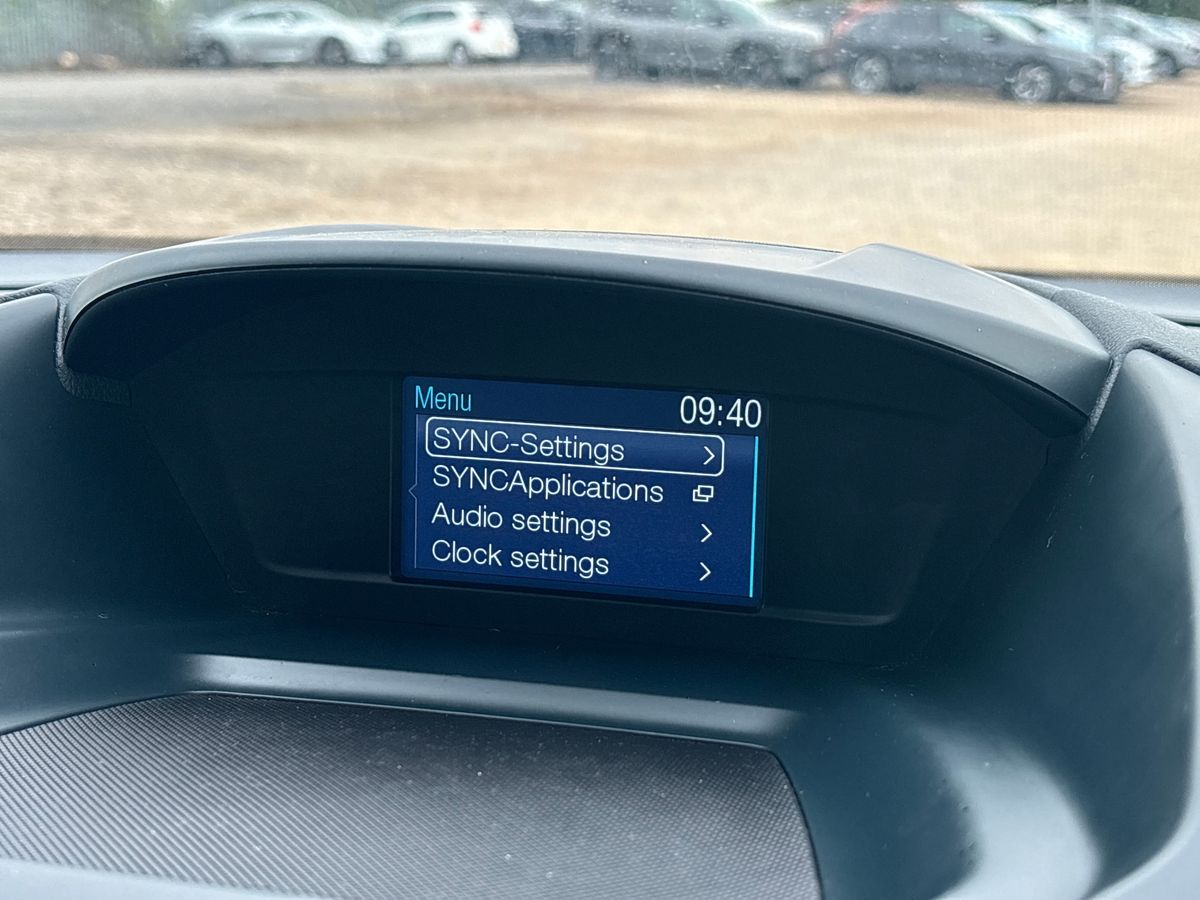 Menu 09:40
SYNC-Settings
SYNCApplications
Audio settings
Clock settings